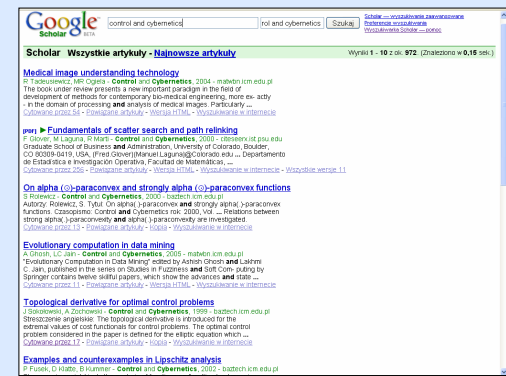 Google
Scholar BETA
control and cybernetics
rol and cybernetics
Szukaj
Scholar — wyszukiwanie zaawansowane
Preferencje wyszukiwania
Wyszukiwarka Scholar — pomoc
Scholar Wszystkie artykuły - Najnowsze artykuły
Wyniki 1 - 10 z ok. 972. (Znaleziono w 0,15 sek.)
Medical image understanding technology
R Tadeusiewicz, MR Ogiela - Control and Cybernetics, 2004 - matwbn.icm.edu.pl
The book under review presents a new important paradigm in the field of
development of methods for contemporary bio-medical engineering, more ex- actly
- in the domain of processing and analysis of medical images. Particularly ...
Cytowane przez 54 - Powiązane artykuły - Wersja HTML - Wyszukiwanie w internecie
[PDF] ► Fundamentals of scatter search and path relinking
F Glover, M Laguna, R Marti - Control and Cybernetics, 2000 - citeseerx.ist.psu.edu
Graduate School of Business and Administration, University of Colorado, Boulder,
CO 80309-0419, USA, {Fred.Glover}{Manuel.Laguna}@Colorado.edu ... Departamento
de Estadística e Investigación Operativa, Facultad de Matemáticas, ...
Cytowane przez 256 - Powiązane artykuły - Wersja HTML - Wyszukiwanie w internecie - Wszystkie wersje 11
On alpha (⊙)-paraconvex and strongly alpha (⊙)-paraconvex functions
S Rolewicz - Control and Cybernetics, 2000 - baztech.icm.edu.pl
Autorzy. Rolewicz, S. Tytuł. On alpha(.)-paraconvex and strongly alpha(.)-paraconvex
functions. Czasopismo: Control and Cybernetics rok: 2000, Vol. ... Relations between
strong alpha(.)-paraconvexity and alpha(.)-paraconvexity are investigated.
Cytowane przez 13 - Powiązane artykuły - Kopia - Wyszukiwanie w internecie
Evolutionary computation in data mining
A Ghosh, LC Jain - Control and Cybernetics, 2005 - matwbn.icm.edu.pl
"Evolutionary Computation in Data Mining" edited by Ashish Ghosh and Lakhmi
C. Jain, published in the series on Studies in Fuzziness and Soft Com- puting by
Springer contains twelve skillful papers, which show the advances and state ...
Cytowane przez 11 - Powiązane artykuły - Wersja HTML - Wyszukiwanie w internecie
Topological derivative for optimal control problems
J Sokołowski, A Zochowski - Control and Cybernetics, 1999 - baztech.icm.edu.pl
Streszczenie angielskie: The topological derivative is introduced for the
extremal values of cost functionals for control problems. The optimal control
problem considered in the paper is defined for the elliptic equation which ...
Cytowane przez 17 - Powiązane artykuły - Kopia - Wyszukiwanie w internecie
Examples and counterexamples in Lipschitz analysis
P Fusek, D Klatte, B Kummer - Control and Cybernetics, 2002 - baztech.icm.edu.pl